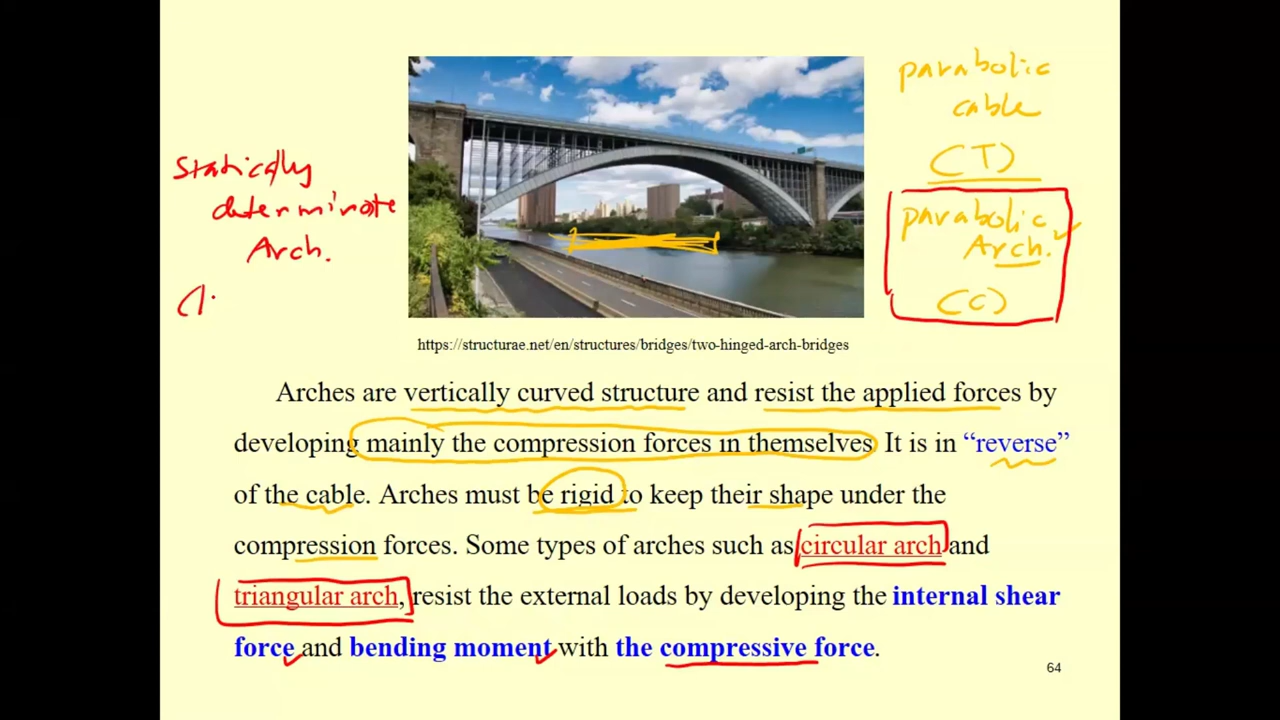 parabolic
cable
(T)
Statically
determinate
Arch.
parabolic
Arch.
(C)
https://structurae.net/en/structures/bridges/two-hinged-arch-bridges
Arches are vertically curved structure and resist the applied forces by
developing mainly the compression forces in themselves. It is in “reverse”
of the cable. Arches must be rigid to keep their shape under the
compression forces. Some types of arches such as circular arch and
triangular arch, resist the external loads by developing the internal shear
force and bending moment with the compressive force.
64